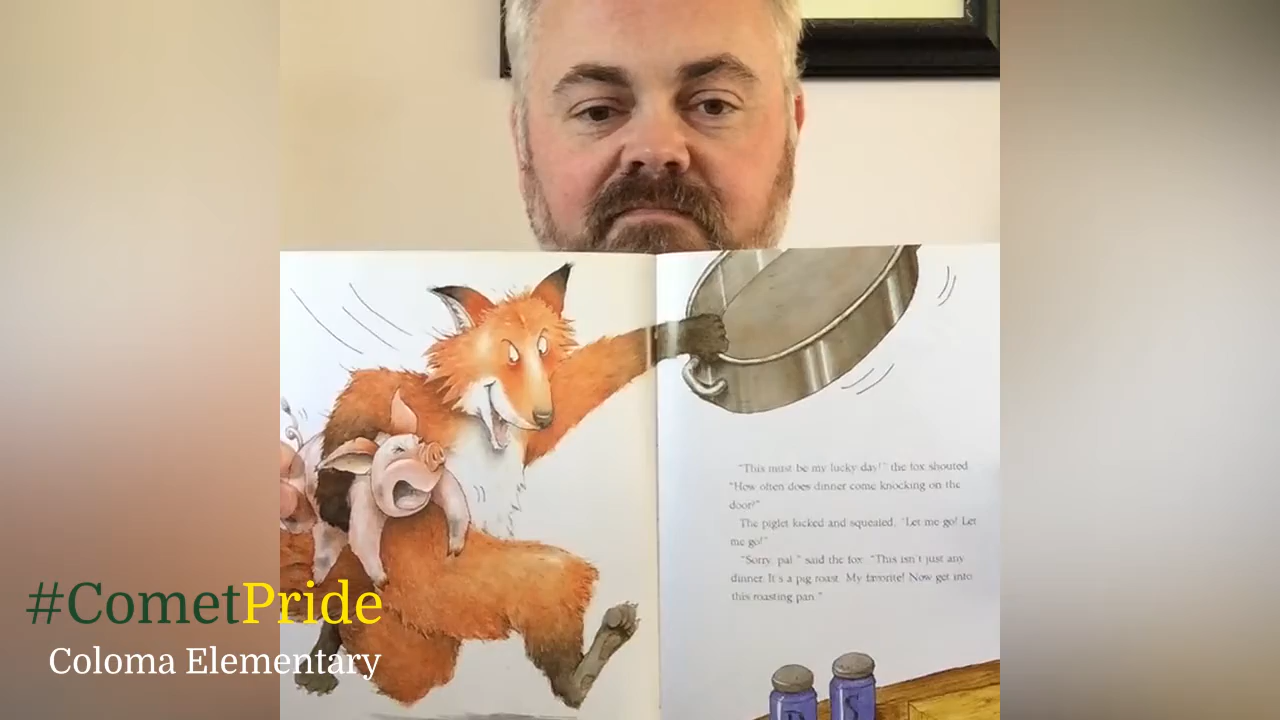 "This must be my lucky day!" the fox shouted.
"How often does dinner come knocking on the
door?"
The piglet kicked and squealed, "Let me go! Let
me go!"
"Sorry, pal," said the fox. "This isn't just any
dinner. It's a pig roast. My favorite! Now get into
this roasting pan."
P S
#CometPride
Coloma Elementary